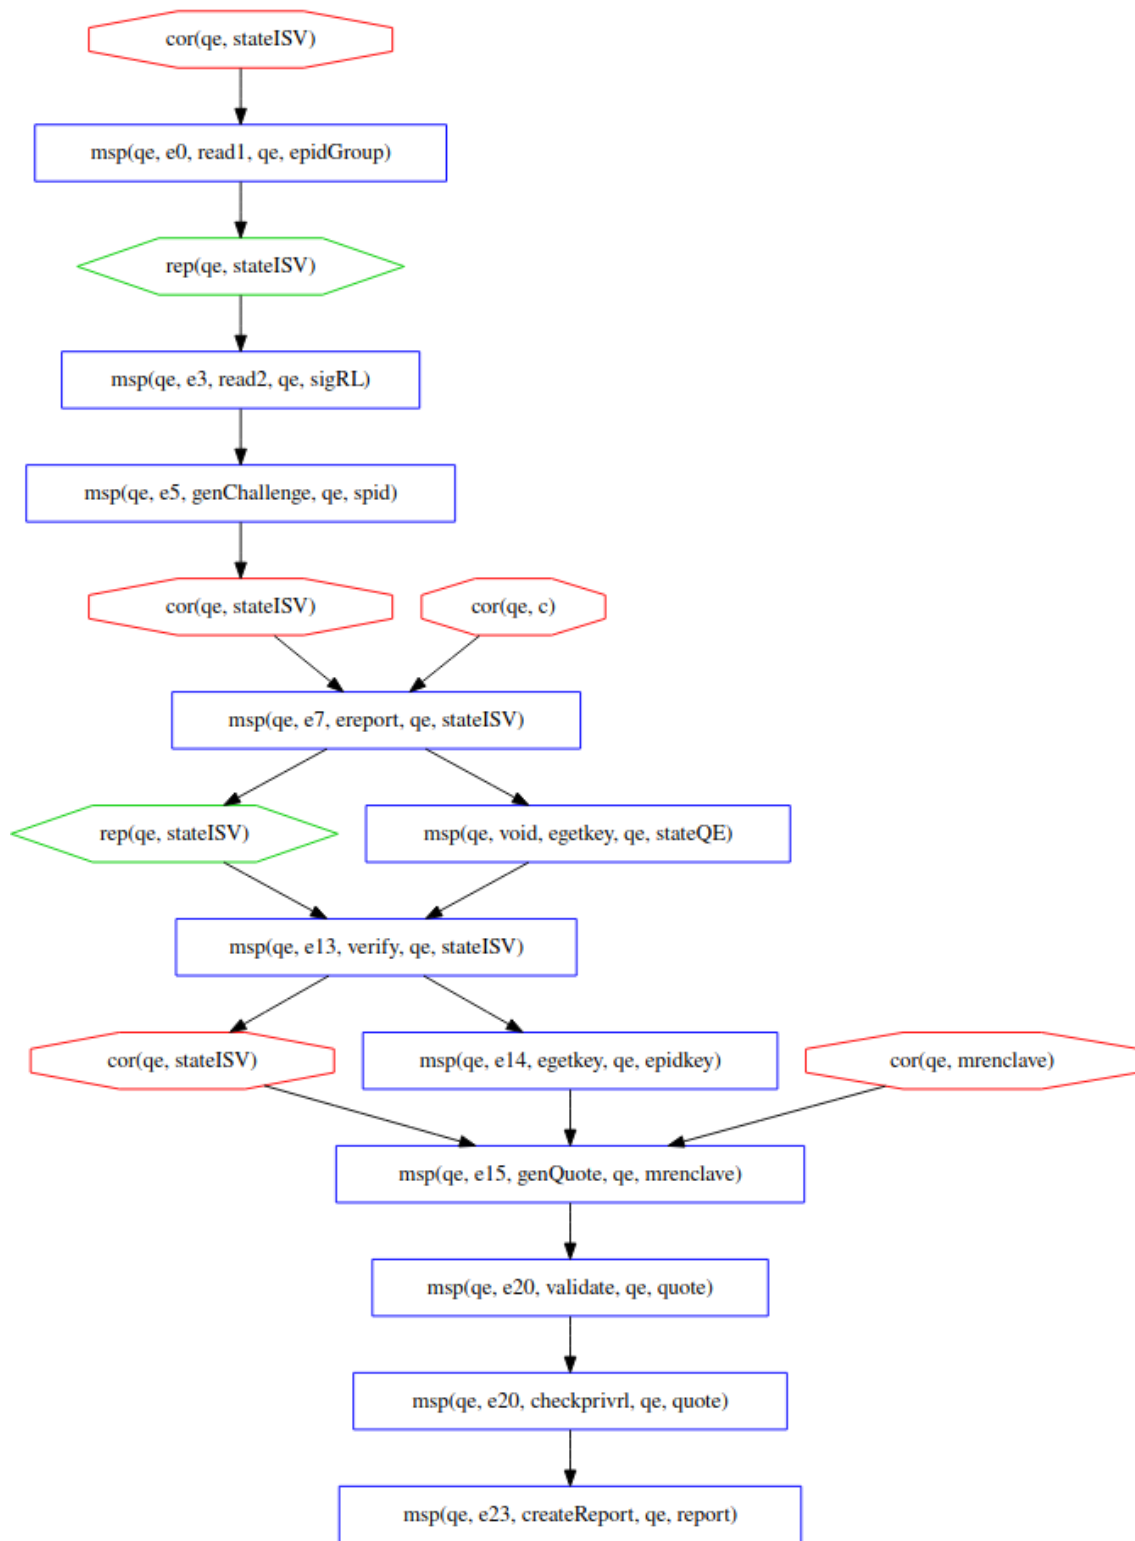 cor(qe, stateISV)
msp(qe, e0, read1, qe, epidGroup)
rep(qe, stateISV)
msp(qe, e3, read2, qe, sigRL)
msp(qe, e5, genChallenge, qe, spid)
cor(qe, stateISV)
cor(qe, c)
msp(qe, e7, ereport, qe, stateISV)
rep(qe, stateISV)
msp(qe, void, egetkey, qe, stateQE)
msp(qe, e13, verify, qe, stateISV)
cor(qe, stateISV)
msp(qe, e14, egetkey, qe, epidkey)
cor(qe, mrenclave)
msp(qe, e15, genQuote, qe, mrenclave)
msp(qe, e20, validate, qe, quote)
msp(qe, e20, checkprivrl, qe, quote)
msp(qe, e23, createReport, qe, report)